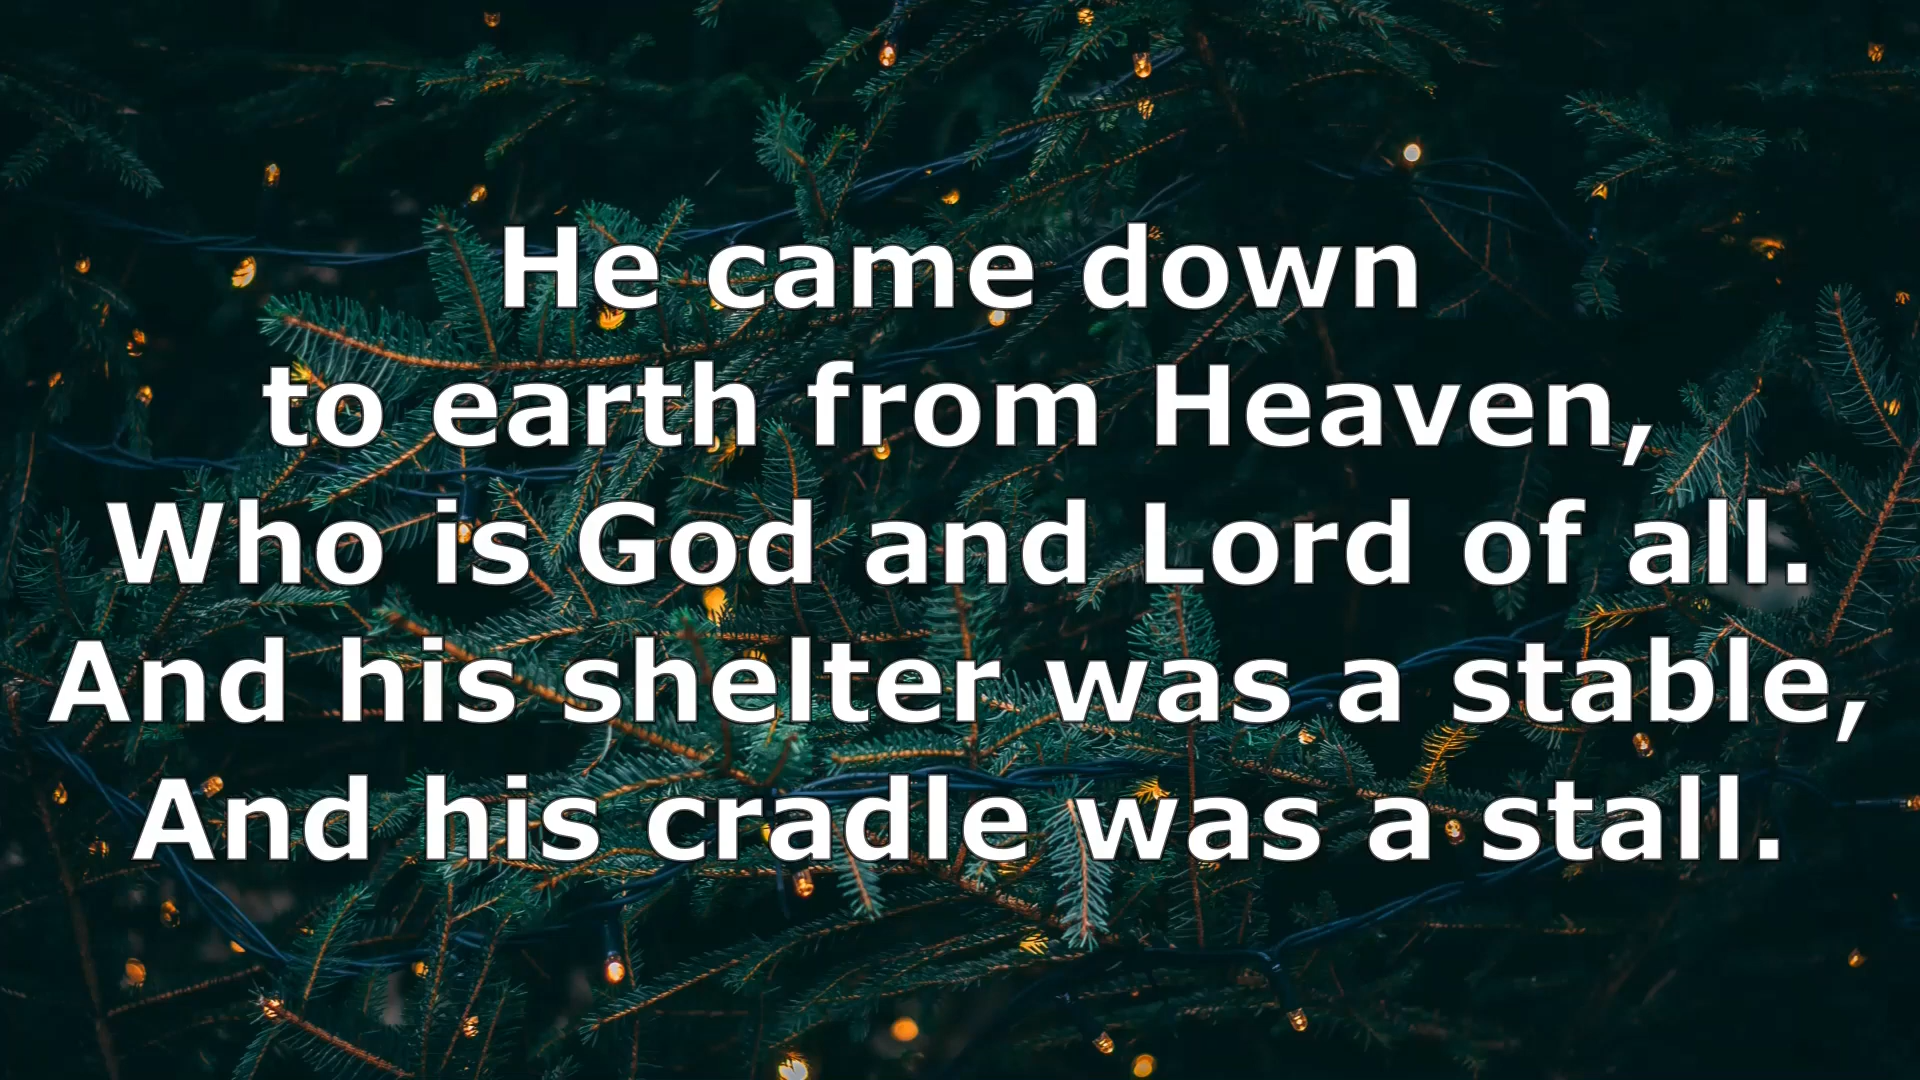 He came down
to earth from Heaven,
Who is God and Lord of all.
And his shelter was a stable,
And his cradle was a stall.